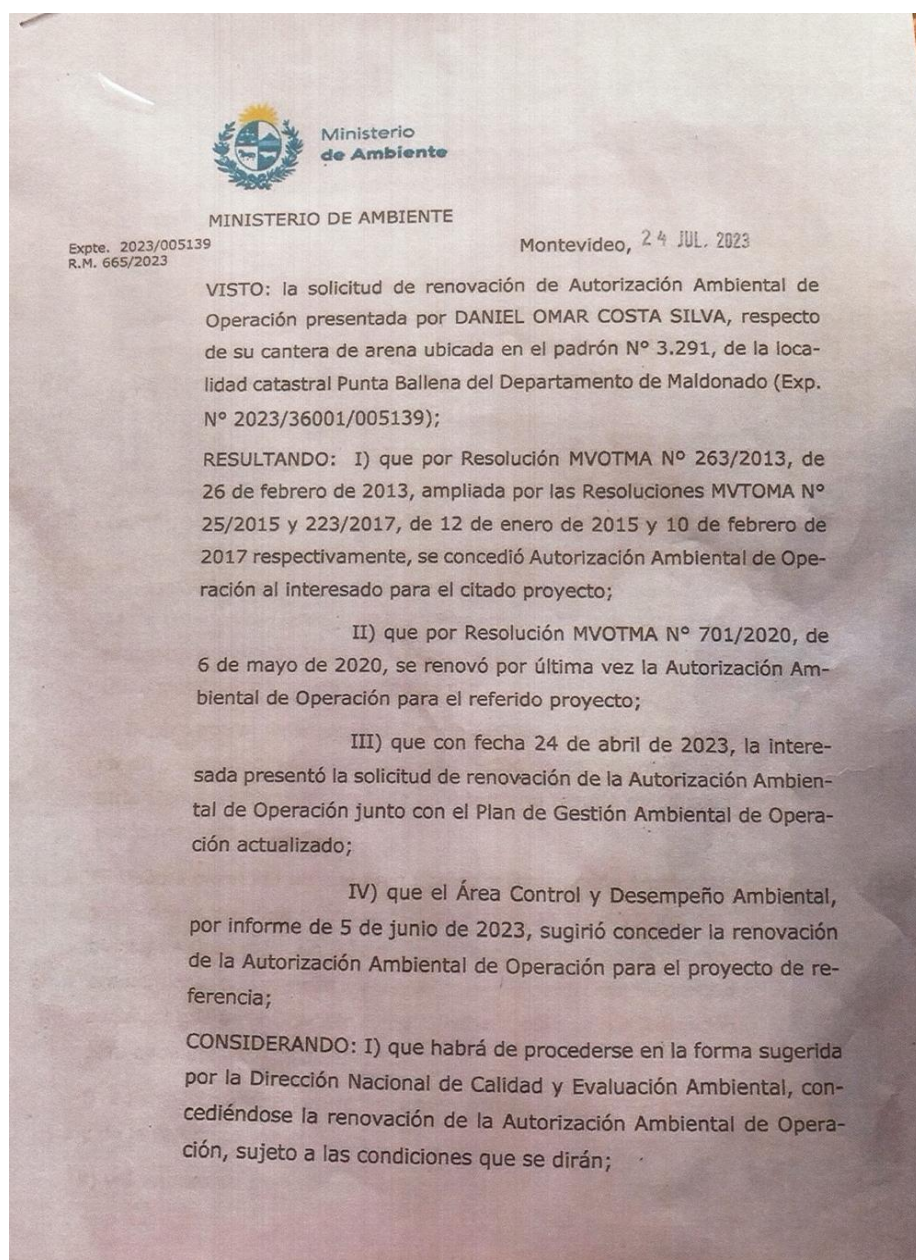 Ministerio
de Ambiente
MINISTERIO DE AMBIENTE
Expte. 2023/005139
R.M. 665/2023
Montevideo, 24 JUL. 2023
VISTO: la solicitud de renovación de Autorización Ambiental de
Operación presentada por DANIEL OMAR COSTA SILVA, respecto
de su cantera de arena ubicada en el padrón Nº 3.291, de la loca-
lidad catastral Punta Ballena del Departamento de Maldonado (Exp.
Nº 2023/36001/005139);
RESULTANDO: I) que por Resolución MVOTMA Nº 263/2013, de
26 de febrero de 2013, ampliada por las Resoluciones MVTOMA Nº
25/2015 y 223/2017, de 12 de enero de 2015 y 10 de febrero de
2017 respectivamente, se concedió Autorización Ambiental de Ope-
ración al interesado para el citado proyecto;
II) que por Resolución MVOTMA Nº 701/2020, de
6 de mayo de 2020, se renovó por última vez la Autorización Am-
biental de Operación para el referido proyecto;
III) que con fecha 24 de abril de 2023, la intere-
sada presentó la solicitud de renovación de la Autorización Ambien-
tal de Operación junto con el Plan de Gestión Ambiental de Opera-
ción actualizado;
IV) que el Área Control y Desempeño Ambiental,
por informe de 5 de junio de 2023, sugirió conceder la renovación
de la Autorización Ambiental de Operación para el proyecto de re-
ferencia;
CONSIDERANDO: I) que habrá de procederse en la forma sugerida
por la Dirección Nacional de Calidad y Evaluación Ambiental, con-
cediéndose la renovación de la Autorización Ambiental de Opera-
ción, sujeto a las condiciones que se dirán;